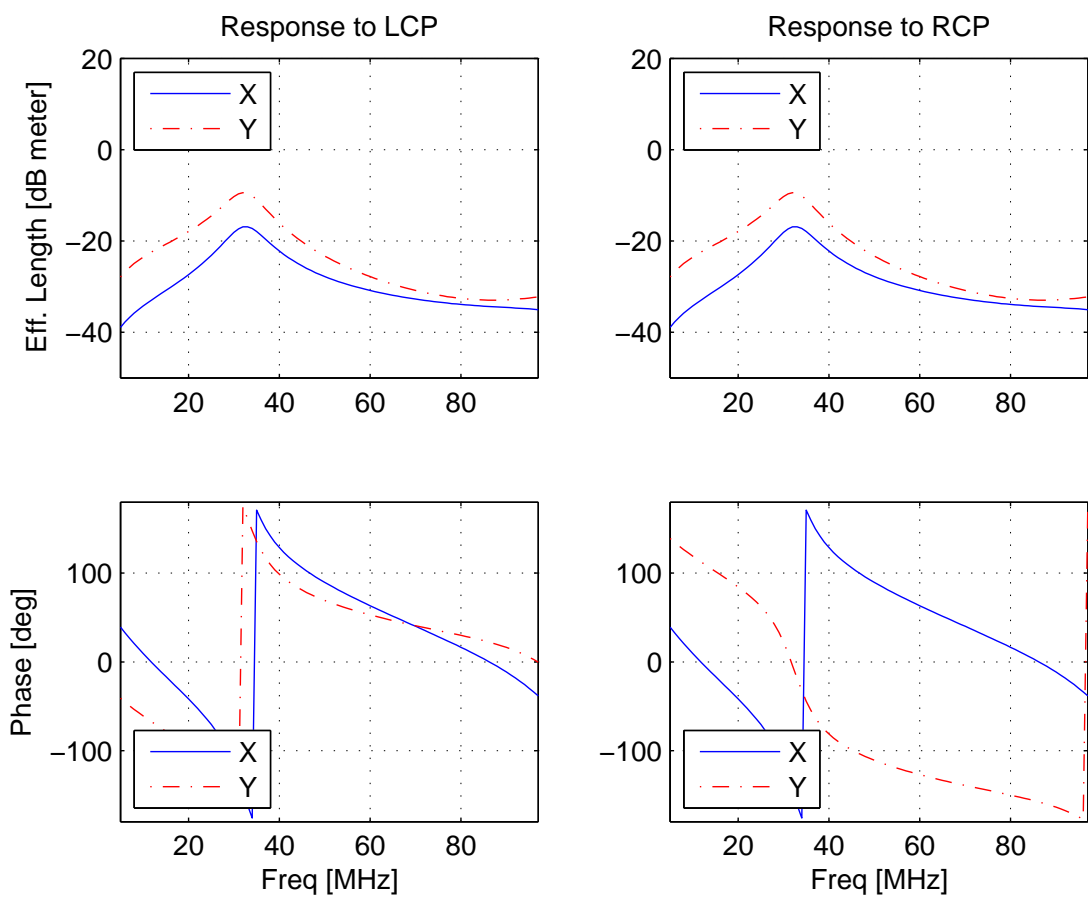 Response to LCP
Response to RCP
Eff. Length [dB meter]
20
0
−20
−40
X
Y
20
40
60
80
20
0
−20
−40
X
Y
20
40
60
80
Phase [deg]
100
0
−100
X
Y
20
40
60
80
Freq [MHz]
100
0
−100
X
Y
20
40
60
80
Freq [MHz]